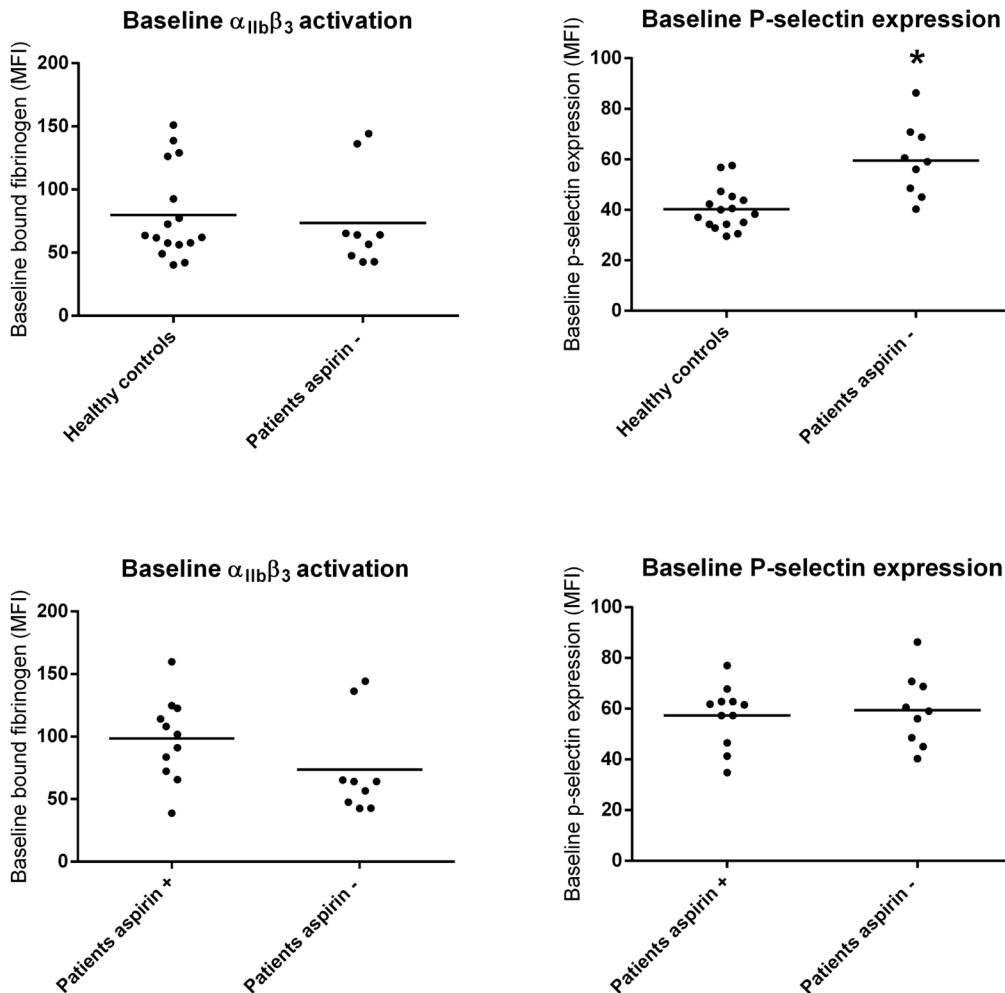 Baseline αIIbβ3 activation
Baseline bound fibrinogen (MFI)
200
150
100
50
0
Healthy controls
Patients aspirin -
Baseline P-selectin expression
Baseline p-selectin expression (MFI)
100
80
60
40
20
0
*
Healthy controls
Patients aspirin -
Baseline αIIbβ3 activation
Baseline bound fibrinogen (MFI)
200
150
100
50
0
Patients aspirin +
Patients aspirin -
Baseline P-selectin expression
Baseline p-selectin expression (MFI)
100
80
60
40
20
0
Patients aspirin +
Patients aspirin -